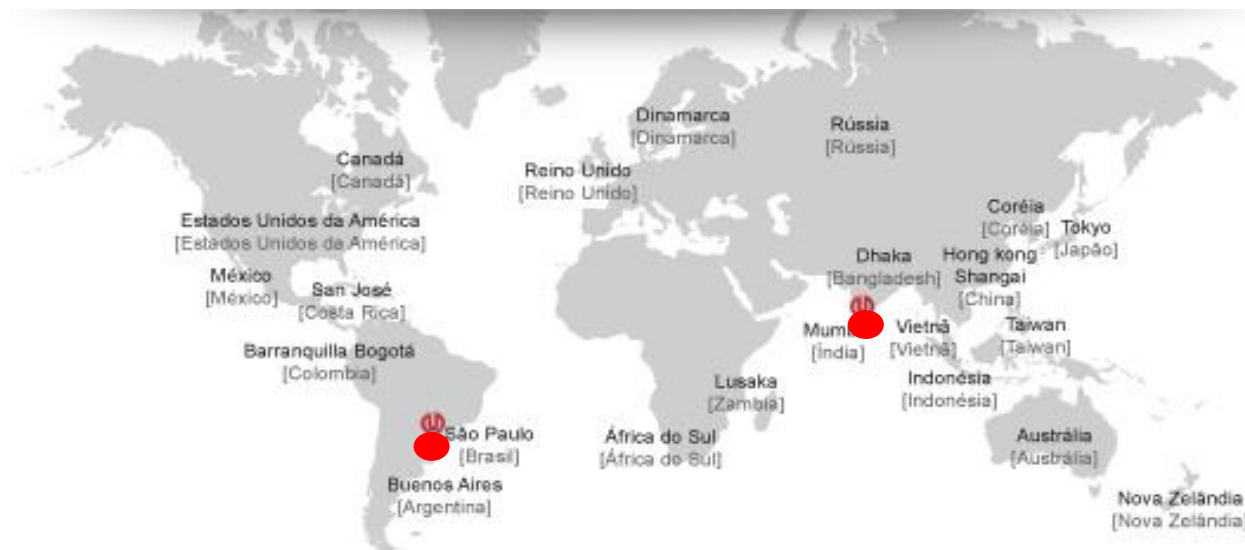 Dinamarca
[Dinamarca]
Rússia
[Rússia]
Canadá
[Canadá]
Reino Unido
[Reino Unido]
Estados Unidos da América
[Estados Unidos da América]
Coréia
[Coréia]
Tokyo
[Japão]
México
[México]
San José
[Costa Rica]
Dhaka
[Bangladesh]
Hong kong
Shangai
[China]
[Índia]
Vietnã
[Vietnã]
Taiwan
[Taiwan]
Barranquilla Bogotá
[Colombia]
Lusaka
[Zambia]
Indonésia
[Indonésia]
São Paulo
[Brasil]
África do Sul
[África do Sul]
Austrália
[Austrália]
Buenos Aires
[Argentina]
Nova Zelândia
[Nova Zelândia]